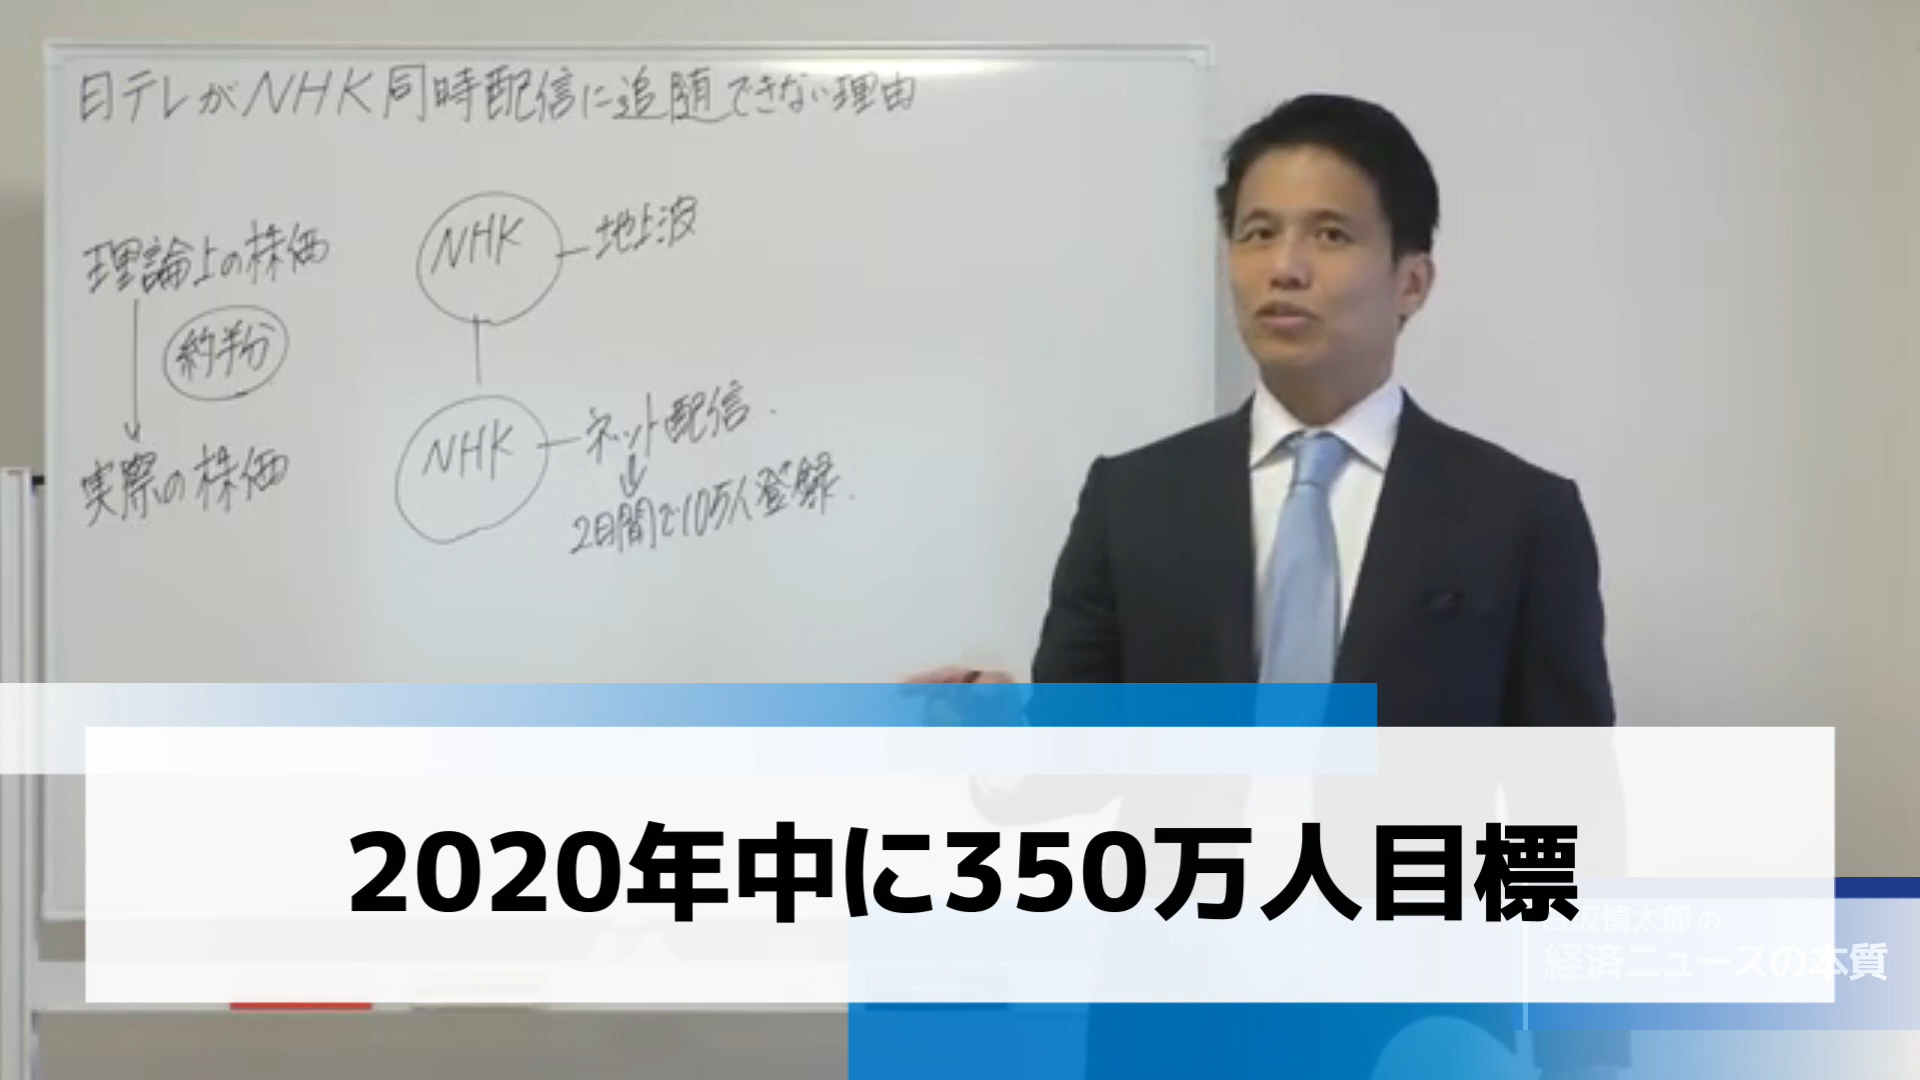 日テレがNHK同時配信に追随できない理由
理論上の株価
約半分
実際の株価
NHK
地上波
NHK
ネット配信.
2日間で10万人登録.
2020年中に350万人目標
慎太郎の
経済ニュースの本質